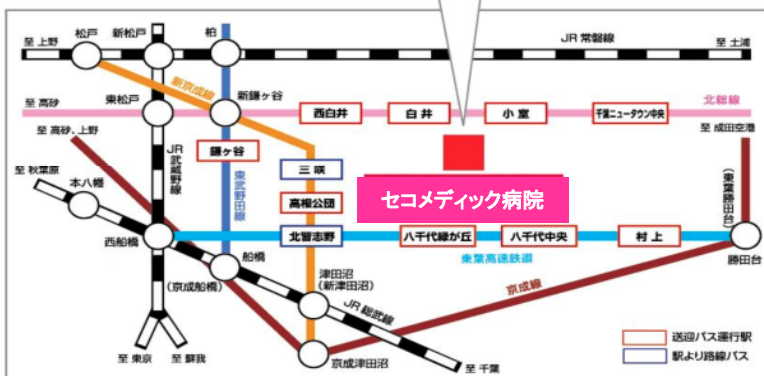 松戸
新松戸
柏
至 上野
JR 常磐線
至 土浦
新京成線
至 高砂
東松戸
新鎌ヶ谷
西白井
白井
小室
千葉ニュータウン中央
北総線
至 高砂、上野
JR武蔵野線
鎌ヶ谷
東武野田線
三咲
至 成田空港
至 秋葉原
本八幡
高根公団
セコメディック病院
(東葉勝田台)
西船橋
北習志野
八千代緑が丘
八千代中央
村上
勝田台
東葉高速鉄道
船橋
(京成船橋)
津田沼
(新津田沼)
JR 総武線
京成線
至 東京
至 蘇我
京成津田沼
至 千葉
送迎バス運行駅
駅より路線バス